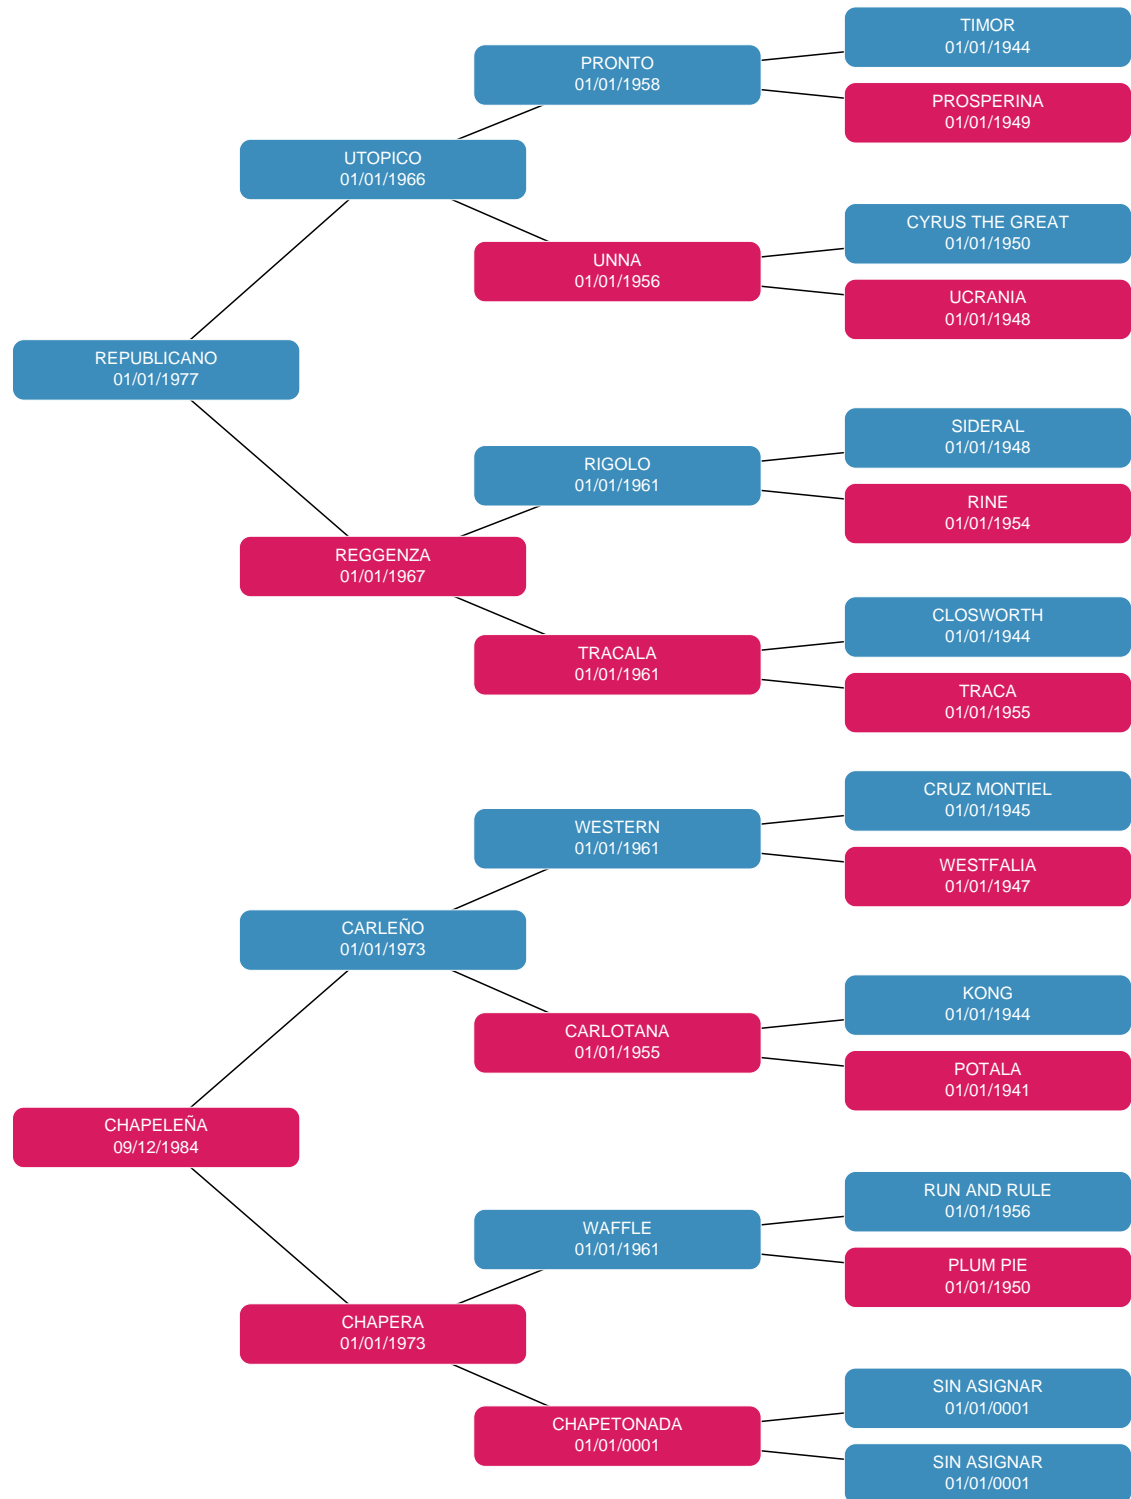 TIMOR
01/01/1944
PRONTO
01/01/1958
PROSPERINA
01/01/1949
UTOPICO
01/01/1966
CYRUS THE GREAT
01/01/1950
UNNA
01/01/1956
UCRANIA
01/01/1948
REPUBLICANO
01/01/1977
SIDERAL
01/01/1948
RIGOLO
01/01/1961
RINE
01/01/1954
REGGENZA
01/01/1967
CLOSWORTH
01/01/1944
TRACALA
01/01/1961
TRACA
01/01/1955
CRUZ MONTIEL
01/01/1945
WESTERN
01/01/1961
WESTFALIA
01/01/1947
CARLEÑO
01/01/1973
KONG
01/01/1944
CARLOTANA
01/01/1955
POTALA
01/01/1941
CHAPELEÑA
09/12/1984
RUN AND RULE
01/01/1956
WAFFLE
01/01/1961
PLUM PIE
01/01/1950
CHAPERA
01/01/1973
SIN ASIGNAR
01/01/0001
CHAPETONADA
01/01/0001
SIN ASIGNAR
01/01/0001